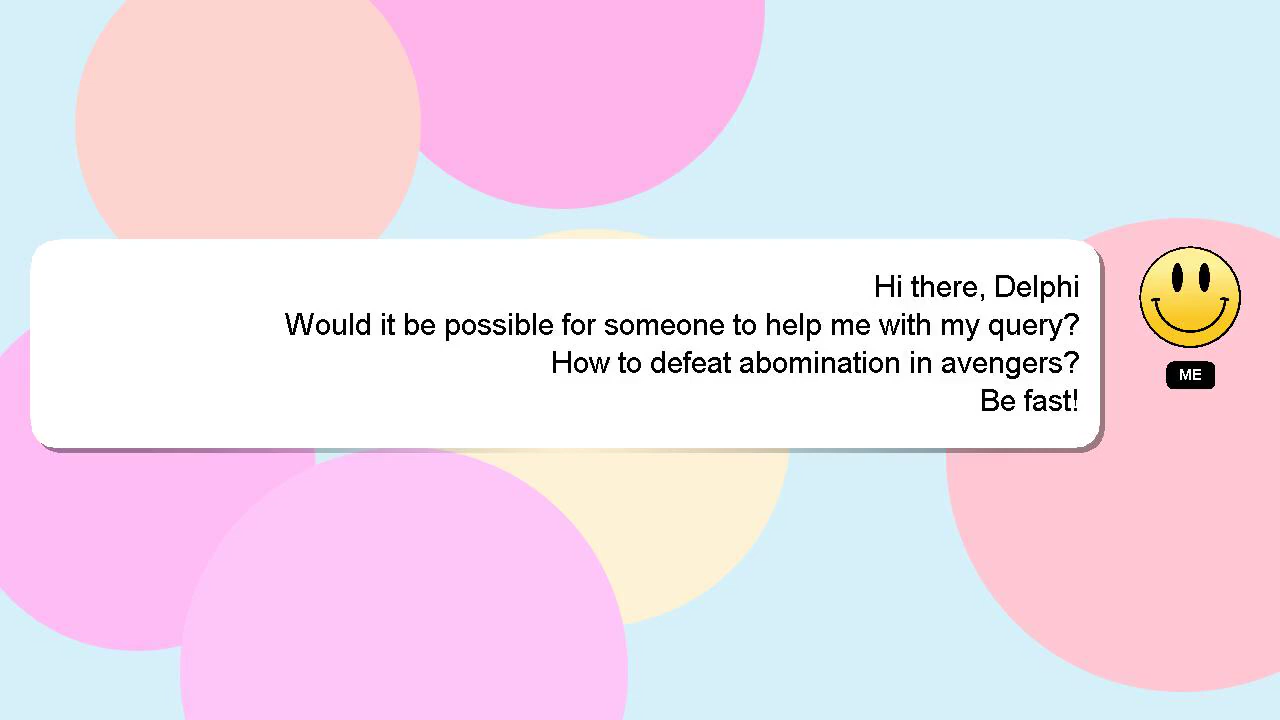 Hi there, Delphi
Would it be possible for someone to help me with my query?
How to defeat abomination in avengers?
Be fast!
ME